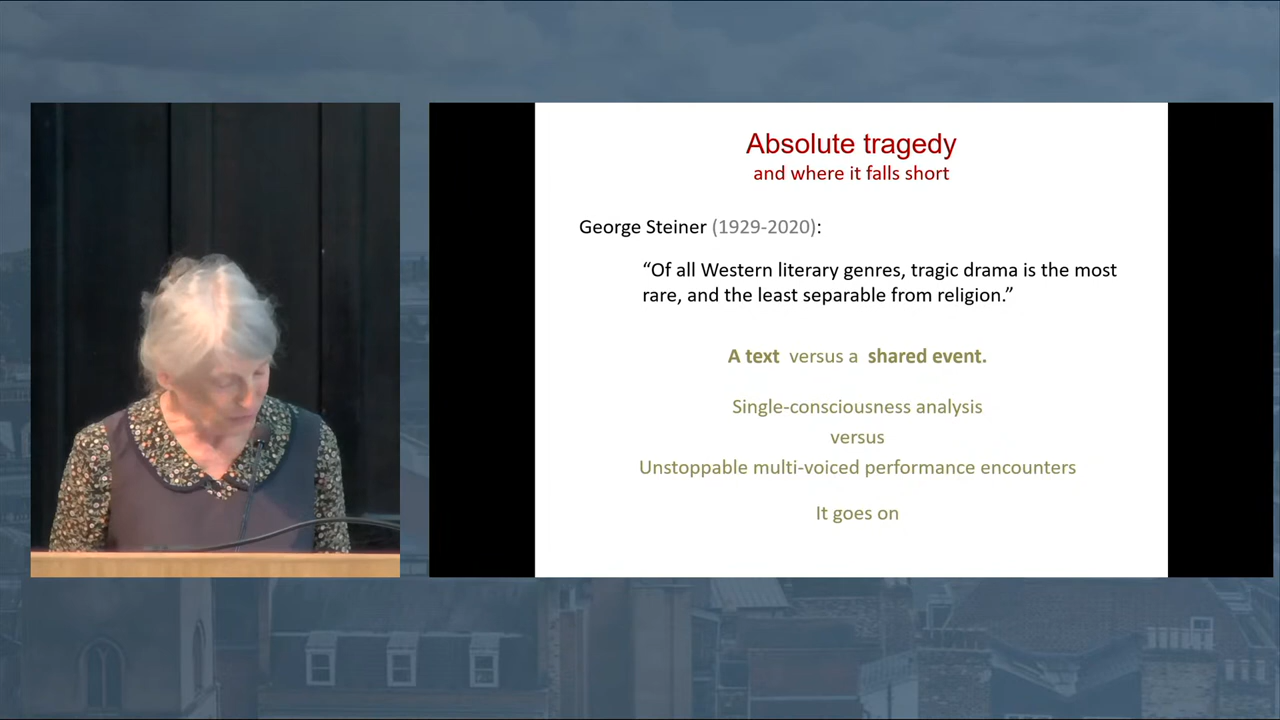 Absolute tragedy
and where it falls short
George Steiner (1929-2020):
“Of all Western literary genres, tragic drama is the most
rare, and the least separable from religion.”
A text versus a shared event.
Single-consciousness analysis
versus
Unstoppable multi-voiced performance encounters
It goes on